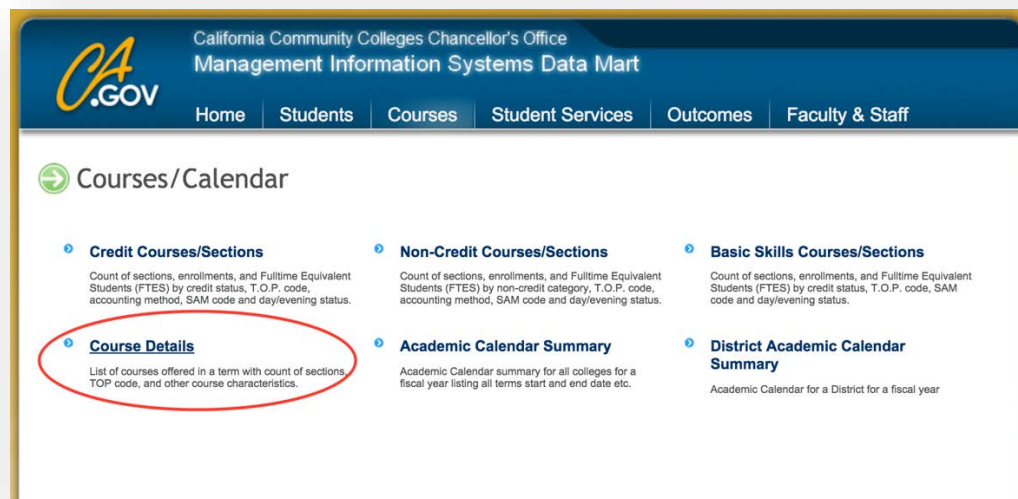 CA
.GOV
California Community Colleges Chancellor's Office
Management Information Systems Data Mart
Home Students Courses Student Services Outcomes Faculty & Staff
Courses/Calendar
Credit Courses/Sections
Count of sections, enrollments, and Fulltime Equivalent
Students (FTES) by credit status, T.O.P. code,
accounting method, SAM code and day/evening status.
Non-Credit Courses/Sections
Count of sections, enrollments, and Fulltime Equivalent
Students (FTES) by non-credit category, T.O.P. code,
accounting method, SAM code and day/evening status.
Basic Skills Courses/Sections
Count of sections, enrollments, and Fulltime Equivalent
Students (FTES) by credit status, T.O.P. code, SAM
code and day/evening status.
Course Details
List of courses offered in a term with count of sections,
TOP code, and other course characteristics.
Academic Calendar Summary
Academic Calendar summary for all colleges for a
fiscal year listing all terms start and end date etc.
District Academic Calendar
Summary
Academic Calendar for a District for a fiscal year